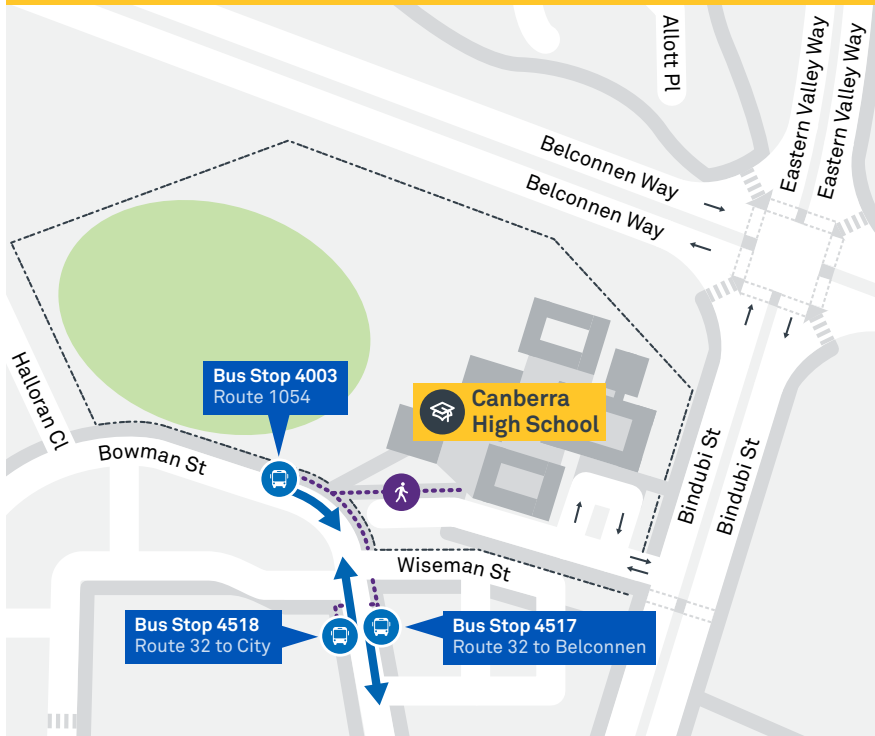 Allott Pl
Eastern Valley Way
Eastern Valley Way
Belconnen Way
Belconnen Way
Halloran Cl
Bus Stop 4003
Route 1054
Canberra
High School
Bowman St
Bindubi St
Bindubi St
Wiseman St
Bus Stop 4518
Route 32 to City
Bus Stop 4517
Route 32 to Belconnen